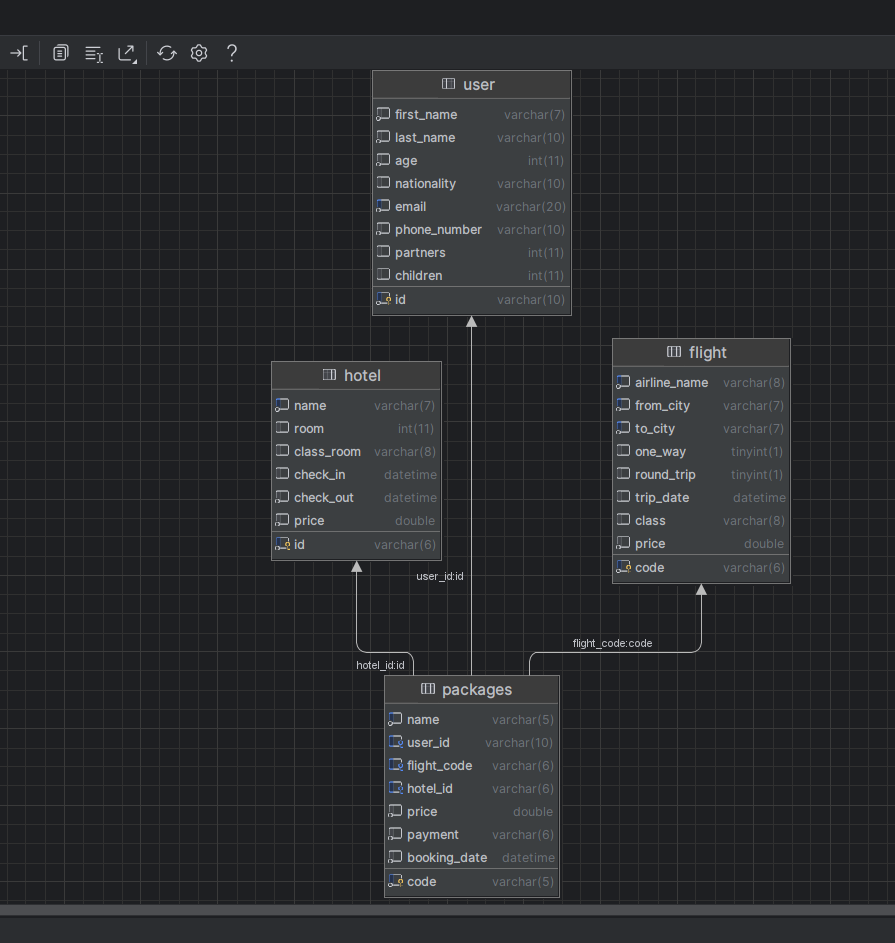 ?
user
first_name varchar(7)
last_name varchar(10)
age int(11)
nationality varchar(10)
email varchar(20)
phone_number varchar(10)
partners int(11)
children int(11)
id varchar(10)
hotel
name varchar(7)
room int(11)
class_room varchar(8)
check_in datetime
check_out datetime
price double
id varchar(6)
flight
airline_name varchar(8)
from_city varchar(7)
to_city varchar(7)
one_way tinyint(1)
round_trip tinyint(1)
trip_date datetime
class varchar(8)
price double
code varchar(6)
user_id:id
flight_code:code
hotel_id:id
packages
name varchar(5)
user_id varchar(10)
flight_code varchar(6)
hotel_id varchar(6)
price double
payment varchar(6)
booking_date datetime
code varchar(5)